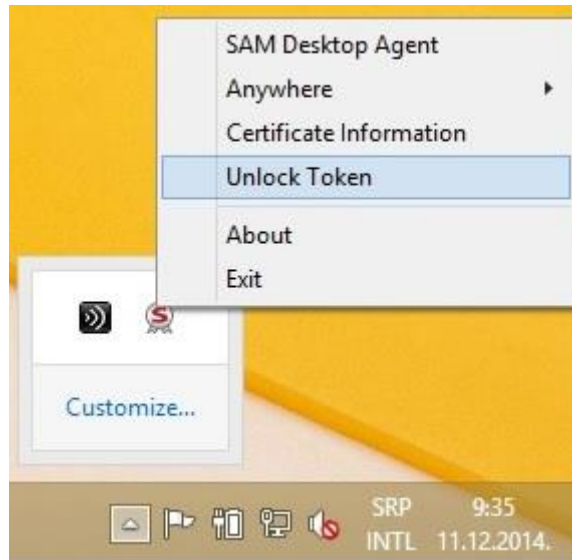 SAM Desktop Agent
Anywhere
Certificate Information
Unlock Token
About
Exit
Customize...
SRP 9:35
INTL 11.12.2014.